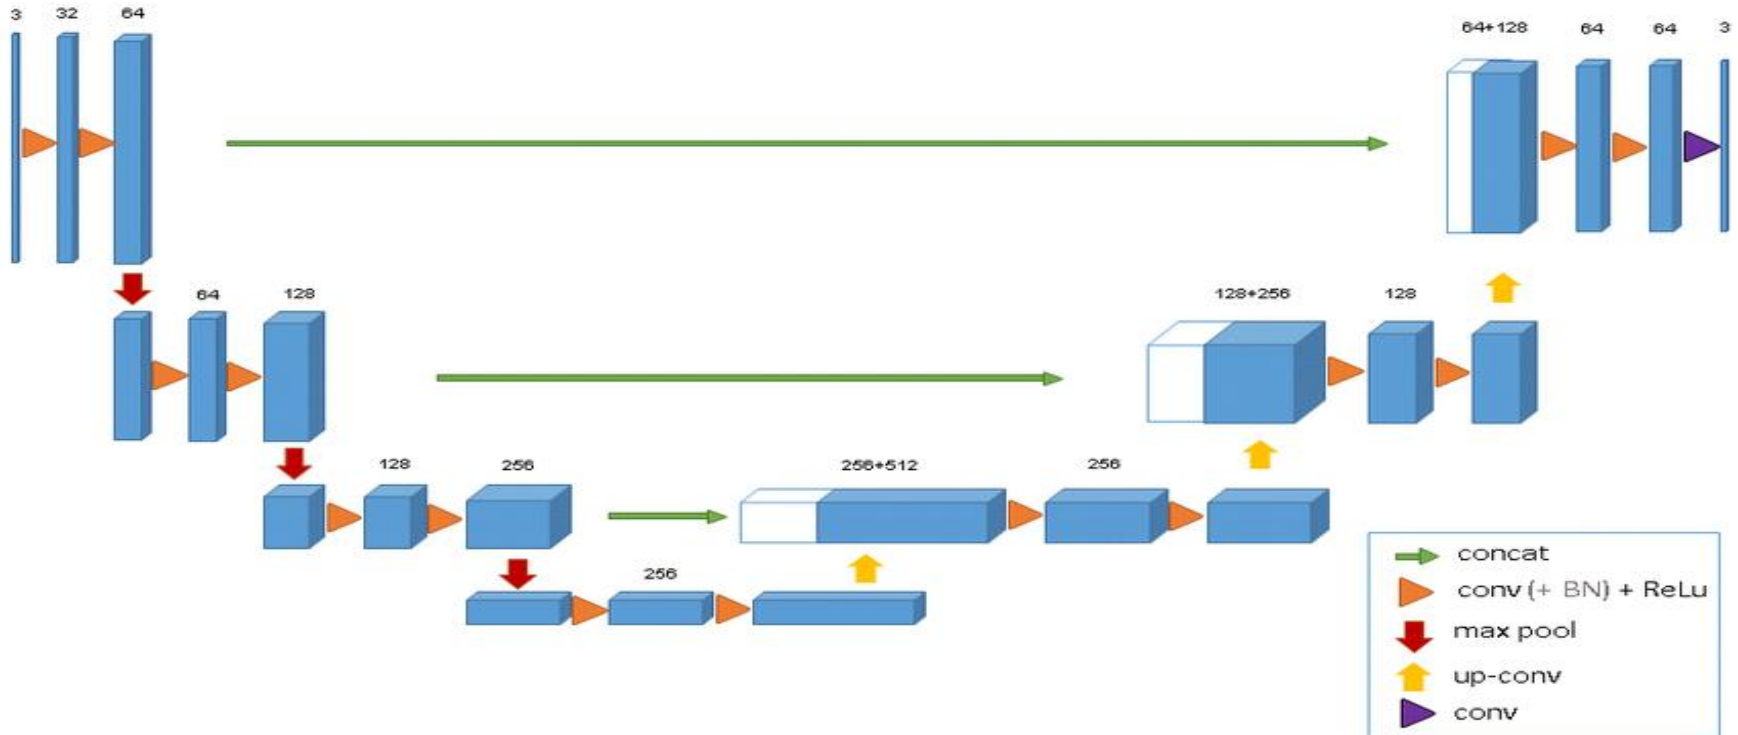 3 32 64
64+128 64 64 3
64 128
128+256 128
128 256
256+512 256
256
concat
conv (+ BN) + ReLu
max pool
up-conv
conv